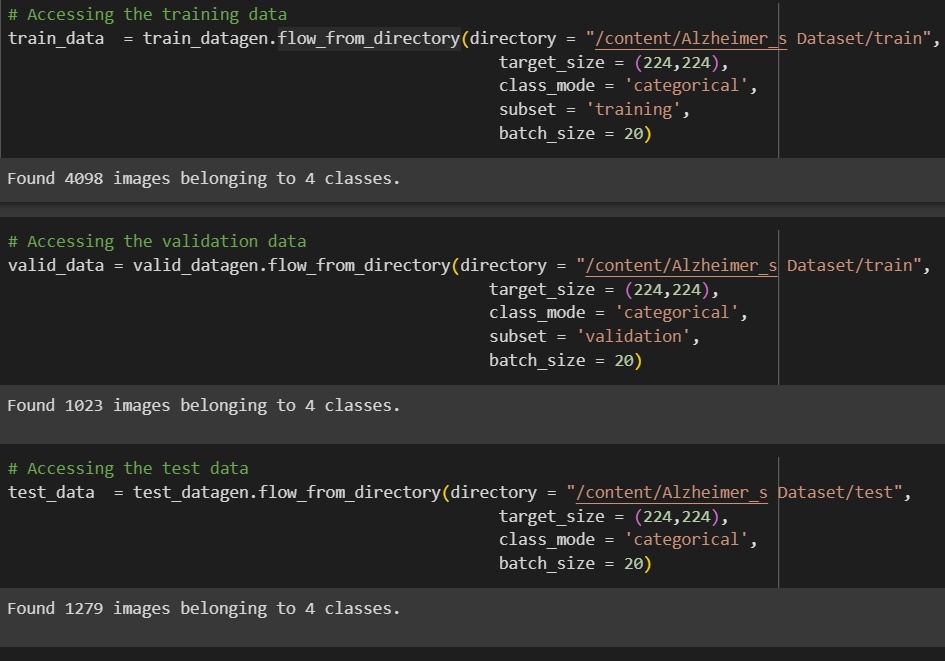 # Accessing the training data
train_data  = train_datagen.flow_from_directory(directory = "/content/Alzheimer_s Dataset/train",
target_size = (224,224),
class_mode = 'categorical',
subset = 'training',
batch_size = 20)
Found 4098 images belonging to 4 classes.
# Accessing the validation data
valid_data = valid_datagen.flow_from_directory(directory = "/content/Alzheimer_s Dataset/train",
target_size = (224,224),
class_mode = 'categorical',
subset = 'validation',
batch_size = 20)
Found 1023 images belonging to 4 classes.
# Accessing the test data
test_data  = test_datagen.flow_from_directory(directory = "/content/Alzheimer_s Dataset/test",
target_size = (224,224),
class_mode = 'categorical',
batch_size = 20)
Found 1279 images belonging to 4 classes.